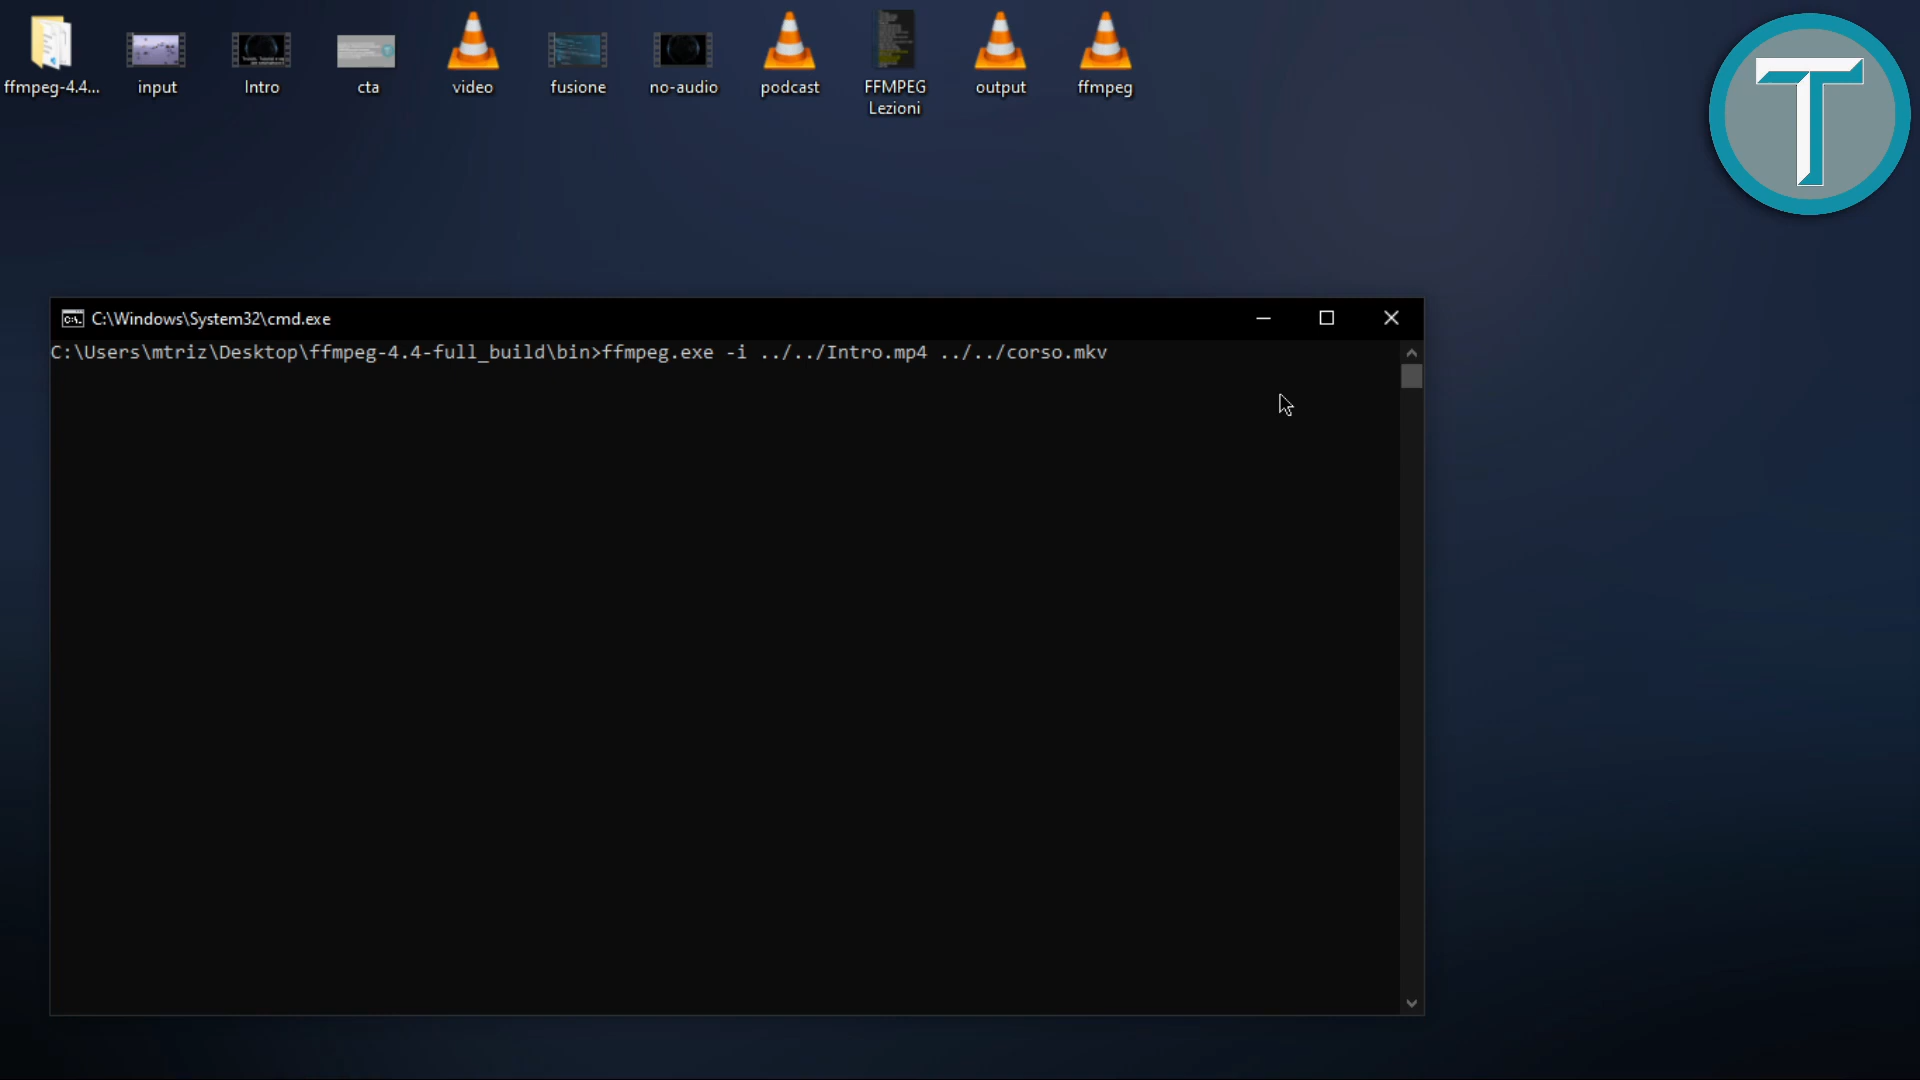 ffmpeg-4.4...
input
Intro
cta
video
fusione
no-audio
podcast
FFMPEG
Lezioni
output
ffmpeg
T
C:\Windows\System32\cmd.exe
C:\Users\mtriz\Desktop\ffmpeg-4.4-full_build\bin>ffmpeg.exe -i ../../Intro.mp4 ../../corso.mkv